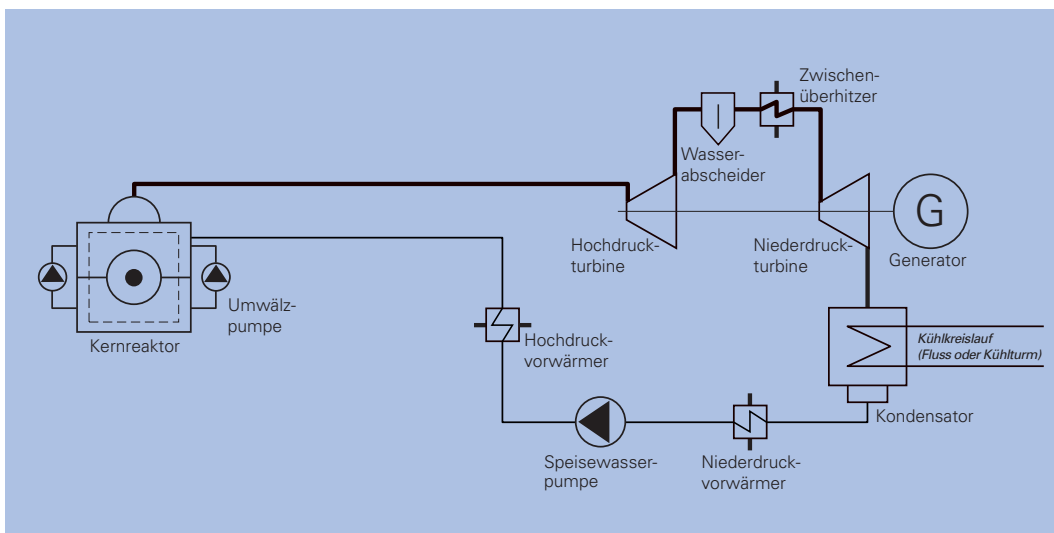 Zwischen-
überhitzer
Wasser-
abscheider
G
Hochdruck-
turbine
Niederdruck-
turbine
Generator
Umwälz-
pumpe
Kernreaktor
Hochdruck-
vorwärmer
Kühlkreislauf
(Fluss oder Kühlturm)
Kondensator
Speisewasser-
pumpe
Niederdruck-
vorwärmer